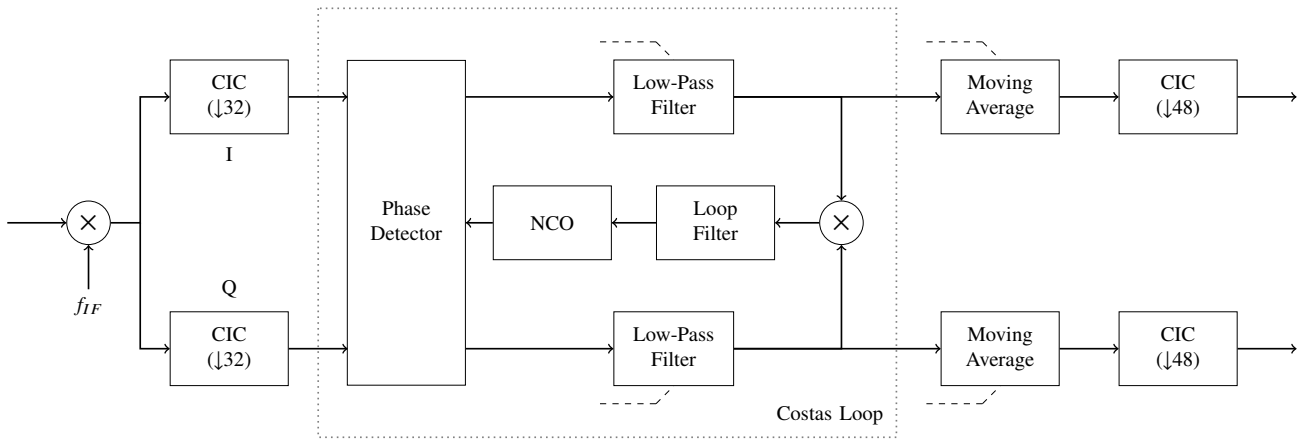 CIC
(↓32)
I
Low-Pass
Filter
Moving
Average
CIC
(↓48)
×
f_IF
Phase
Detector
NCO
Loop
Filter
×
Q
CIC
(↓32)
Low-Pass
Filter
Moving
Average
CIC
(↓48)
Costas Loop